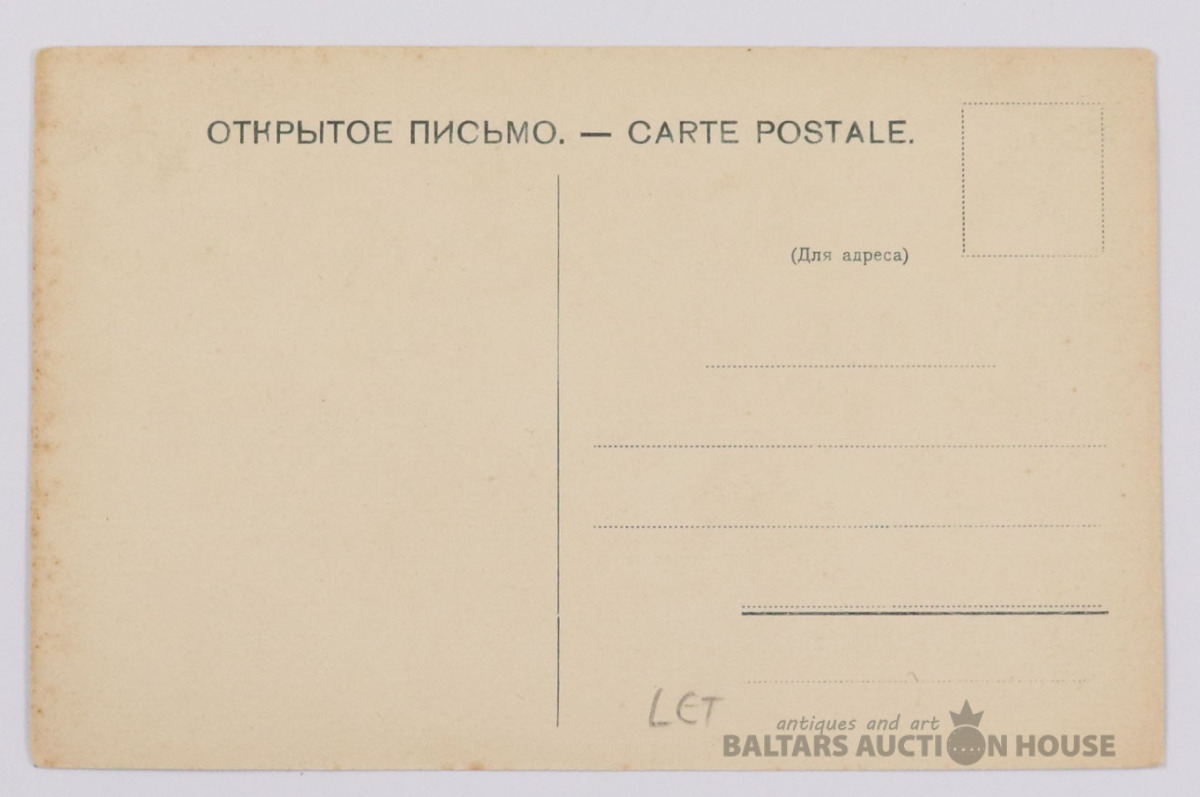 ОТКРЫТОЕ ПИСЬМО. — CARTE POSTALE.
(Для адреса)
LET
antiques and art
BALTARS AUCTION HOUSE